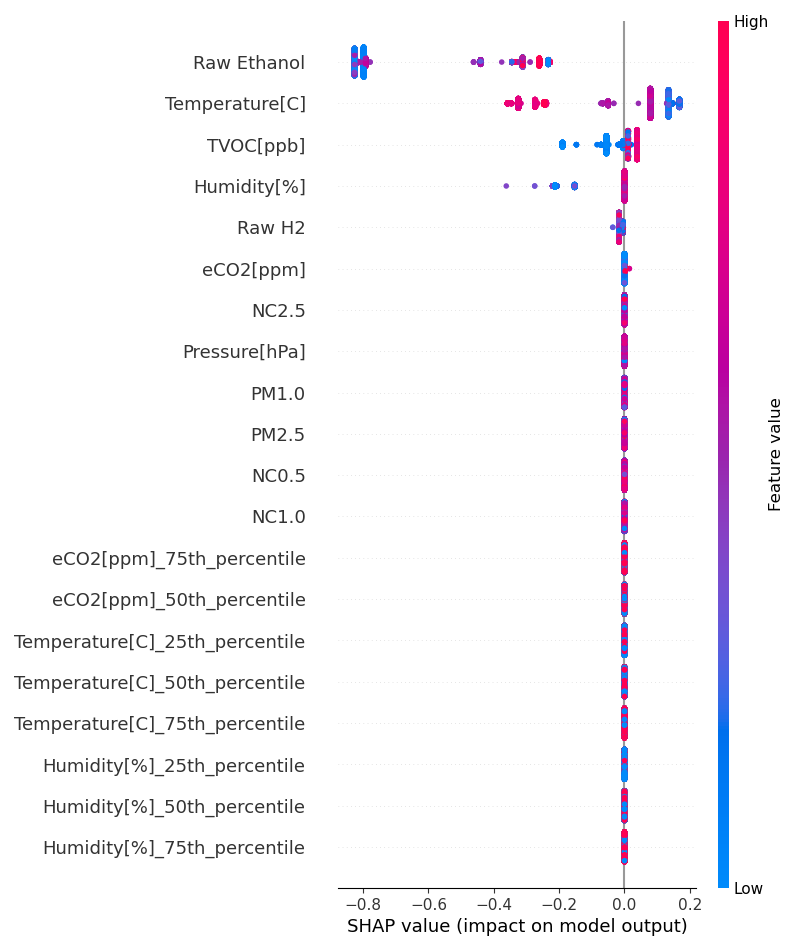 High
Raw Ethanol
Temperature[C]
TVOC[ppb]
Humidity[%]
Raw H2
eCO2[ppm]
NC2.5
Pressure[hPa]
PM1.0
PM2.5
NC0.5
NC1.0
eCO2[ppm]_75th_percentile
eCO2[ppm]_50th_percentile
Temperature[C]_25th_percentile
Temperature[C]_50th_percentile
Temperature[C]_75th_percentile
Humidity[%]_25th_percentile
Humidity[%]_50th_percentile
Humidity[%]_75th_percentile
Feature value
Low
−0.8 −0.6 −0.4 −0.2 0.0 0.2
SHAP value (impact on model output)